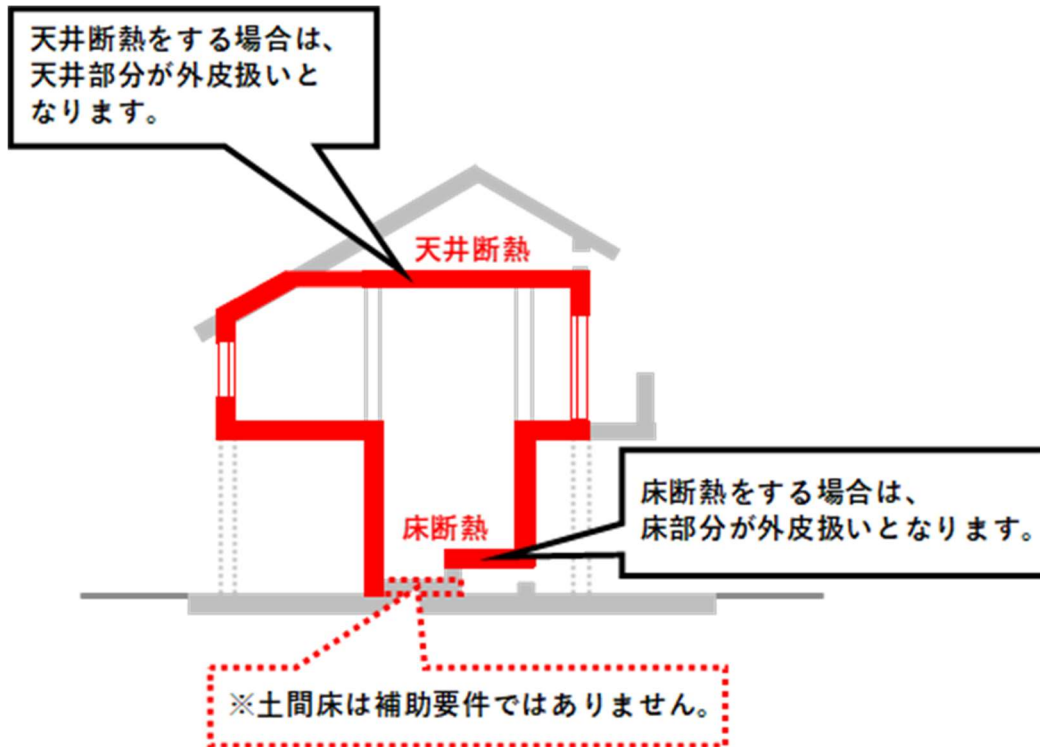 天井断熱をする場合は、
天井部分が外皮扱いと
なります。
天井断熱
床断熱
床断熱をする場合は、
床部分が外皮扱いとなります。
※土間床は補助要件ではありません。